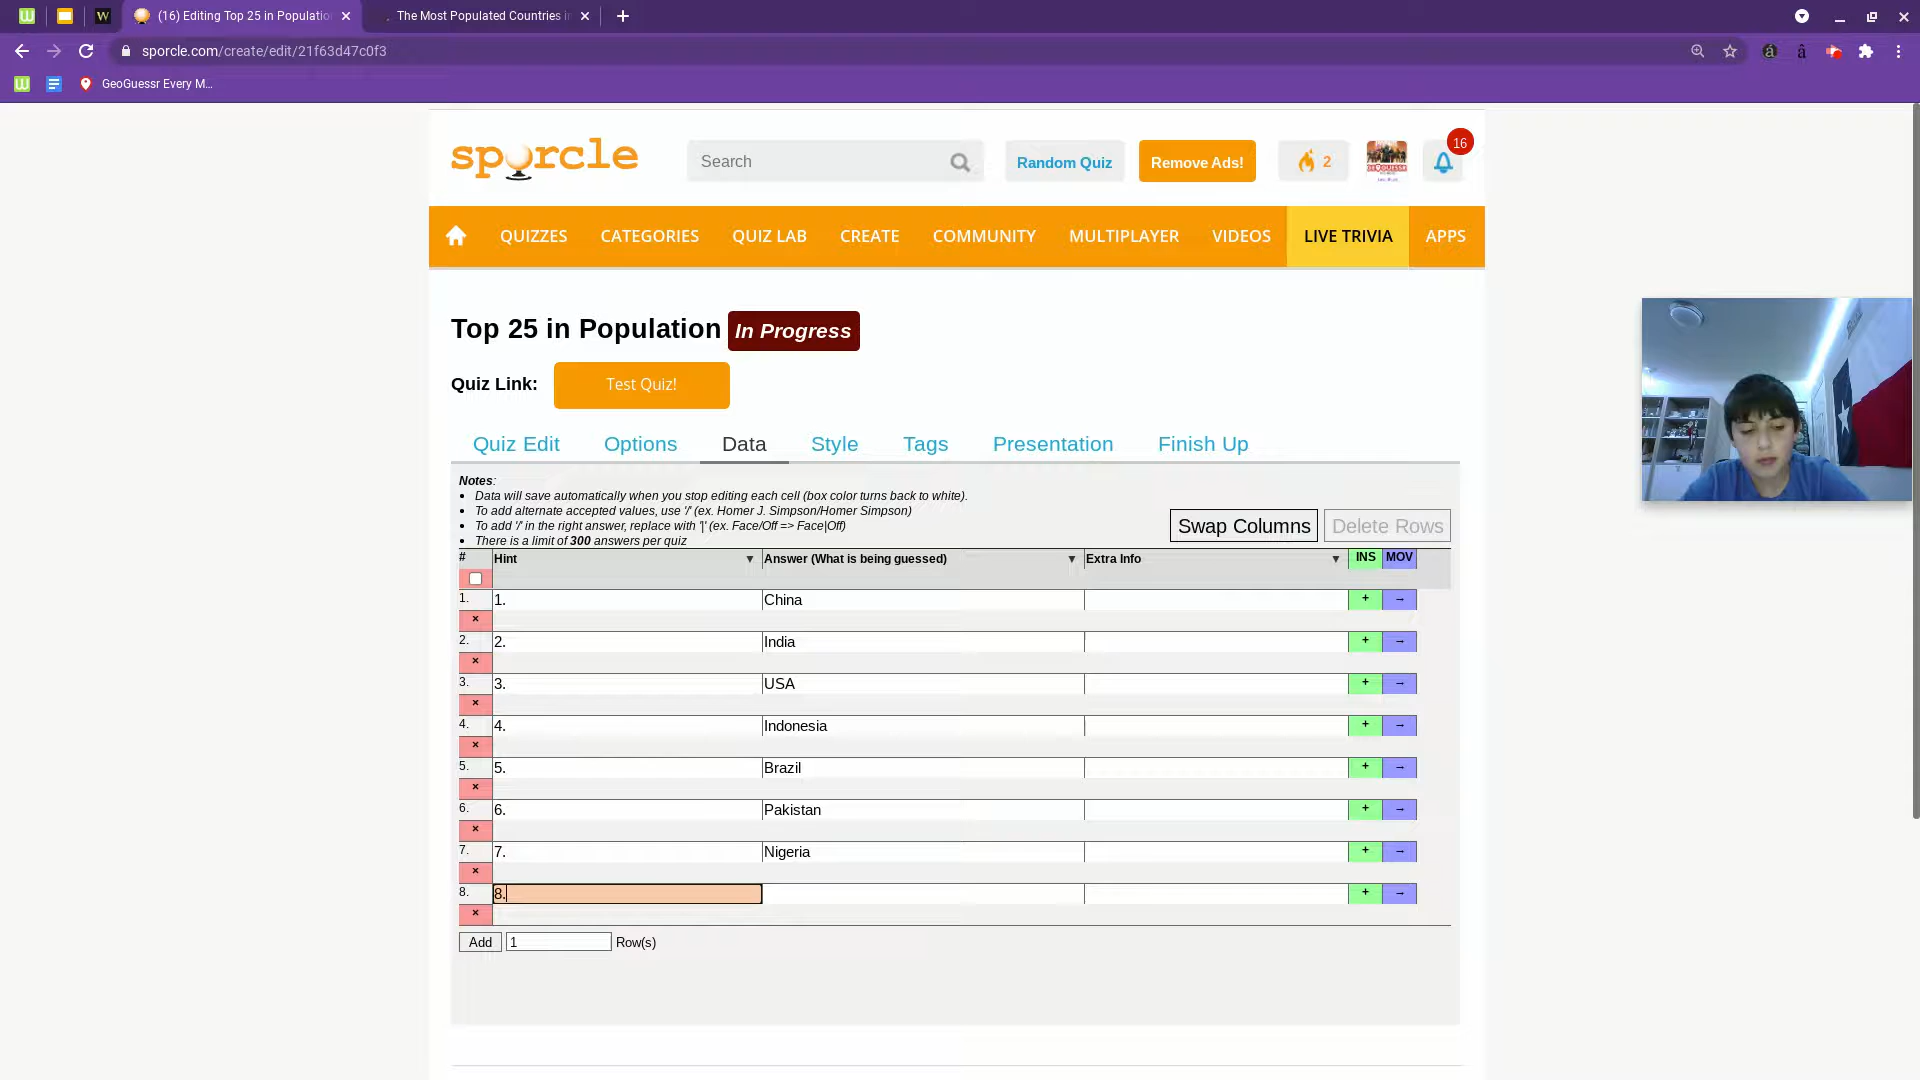 (16) Editing Top 25 in Populatio
The Most Populated Countries i
sporcle.com/create/edit/21f63d47c0f3
GeoGuessr Every M...
sporcle
Search
Random Quiz
Remove Ads!
2
16
QUIZZES
CATEGORIES
QUIZ LAB
CREATE
COMMUNITY
MULTIPLAYER
VIDEOS
LIVE TRIVIA
APPS
Top 25 in Population In Progress
Quiz Link: Test Quiz!
Quiz Edit
Options
Data
Style
Tags
Presentation
Finish Up
Notes:
• Data will save automatically when you stop editing each cell (box color turns back to white).
• To add alternate accepted values, use '/' (ex. Homer J. Simpson/Homer Simpson)
• To add '/' in the right answer, replace with '|' (ex. Face/Off => Face|Off)
• There is a limit of 300 answers per quiz
Swap Columns
Delete Rows
# Hint ▼ Answer (What is being guessed) ▼ Extra Info ▼ INS MOV
1. 1. China + →
×
2. 2. India + →
×
3. 3. USA + →
×
4. 4. Indonesia + →
×
5. 5. Brazil + →
×
6. 6. Pakistan + →
×
7. 7. Nigeria + →
×
8. 8. + →
×
Add 1 Row(s)